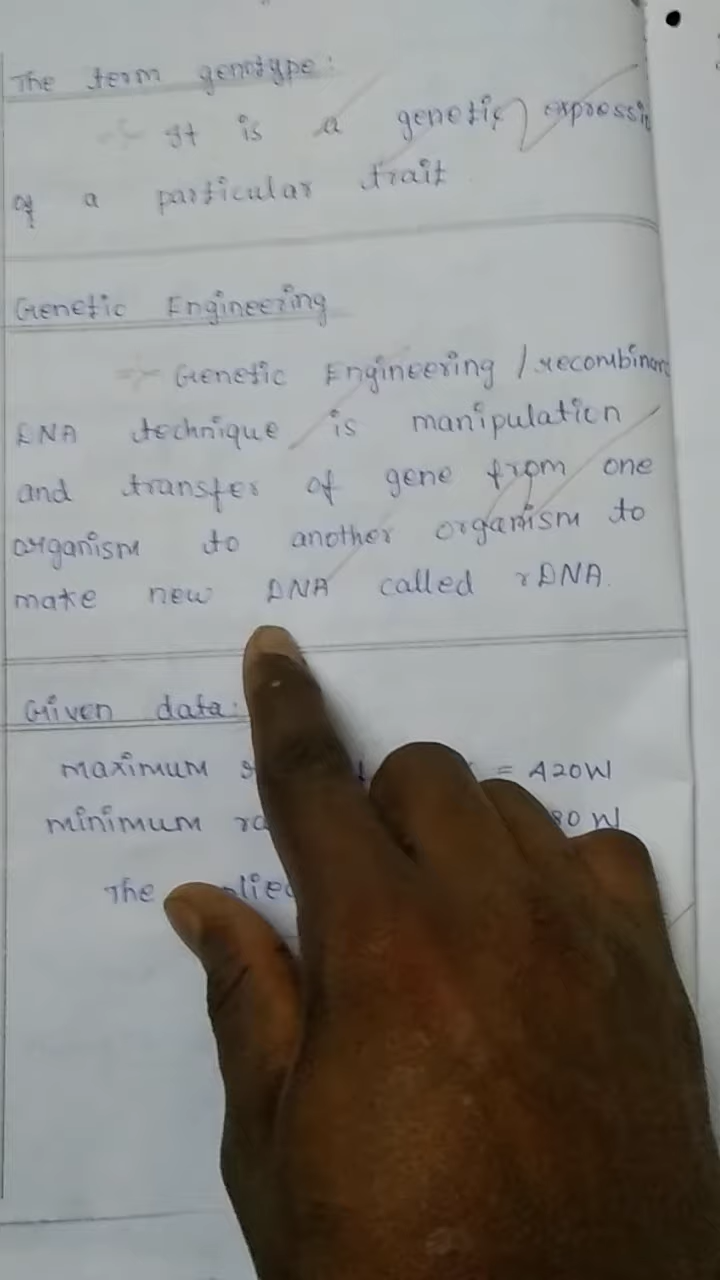 The term genotype:
It is a genetic expressi
of a particular trait
Genetic Engineering
Genetic Engineering / recombinan
DNA technique is manipulation
and transfer of gene from one
organism to another organism to
make new DNA called rDNA.
Given data:
maximum = 420W
minimum 80 W
The